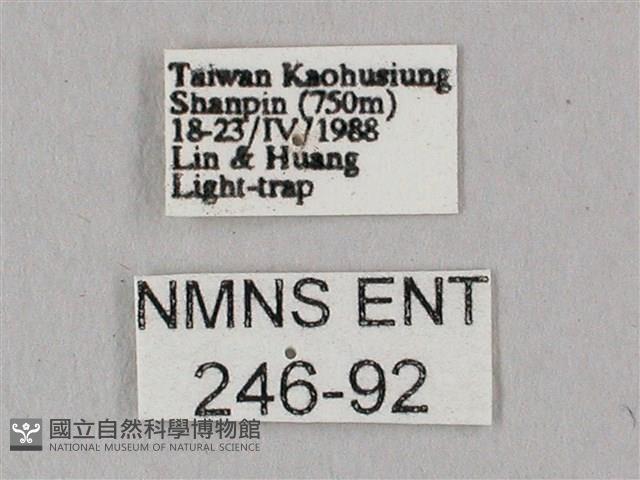 Taiwan Kaohusiung
Shanpin (750m)
18-23/IV/1988
Lin & Huang
Light-trap
NMNS ENT
246-92
國立自然科學博物館
NATIONAL MUSEUM OF NATURAL SCIENCE